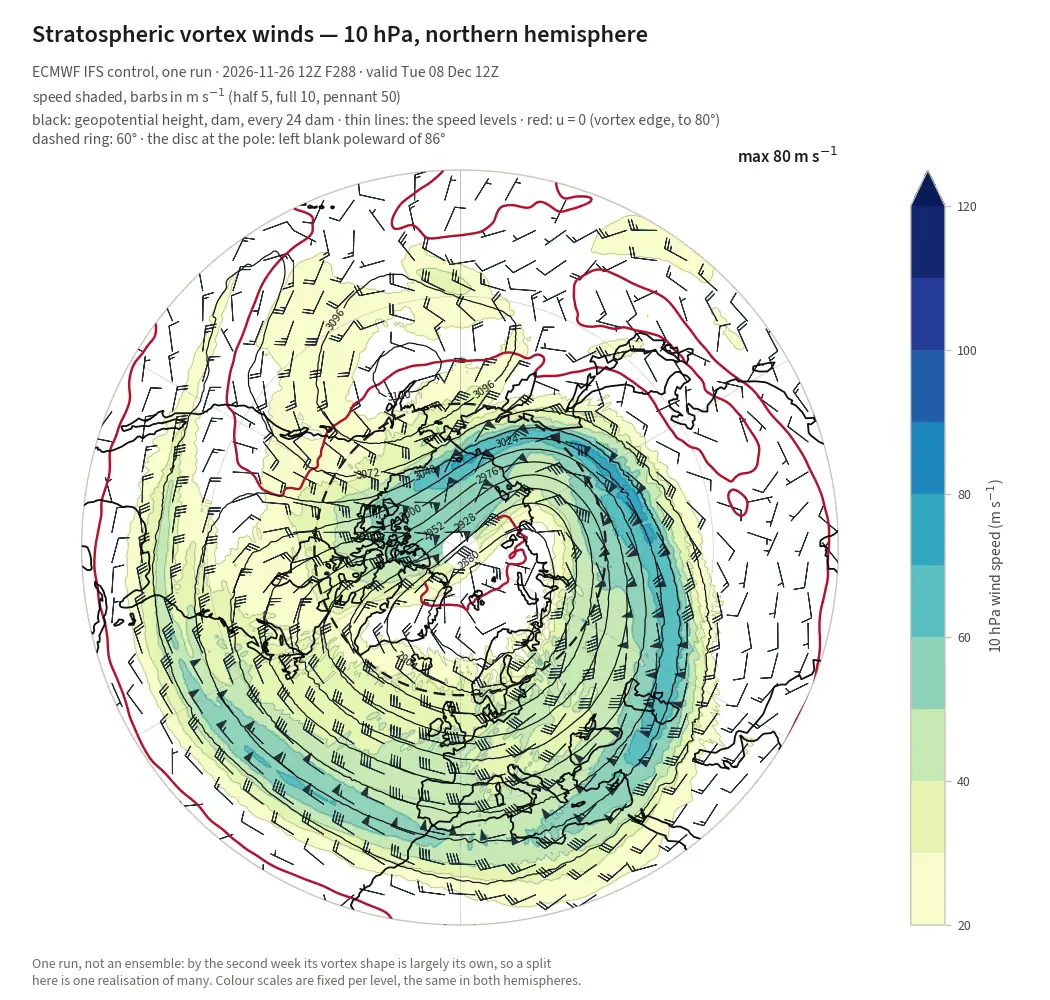 Stratospheric vortex winds — 10 hPa, northern hemisphere
ECMWF IFS control, one run · 2026-11-26 12Z F288 · valid Tue 08 Dec 12Z
speed shaded, barbs in m s⁻¹ (half 5, full 10, pennant 50)
black: geopotential height, dam, every 24 dam · thin lines: the speed levels · red: u = 0 (vortex edge, to 80°)
dashed ring: 60° · the disc at the pole: left blank poleward of 86°
max 80 m s⁻¹
120
100
80
60
40
20
10 hPa wind speed (m s⁻¹)
3096
3096
3024
2976
2928
2880
One run, not an ensemble: by the second week its vortex shape is largely its own, so a split
here is one realisation of many. Colour scales are fixed per level, the same in both hemispheres.